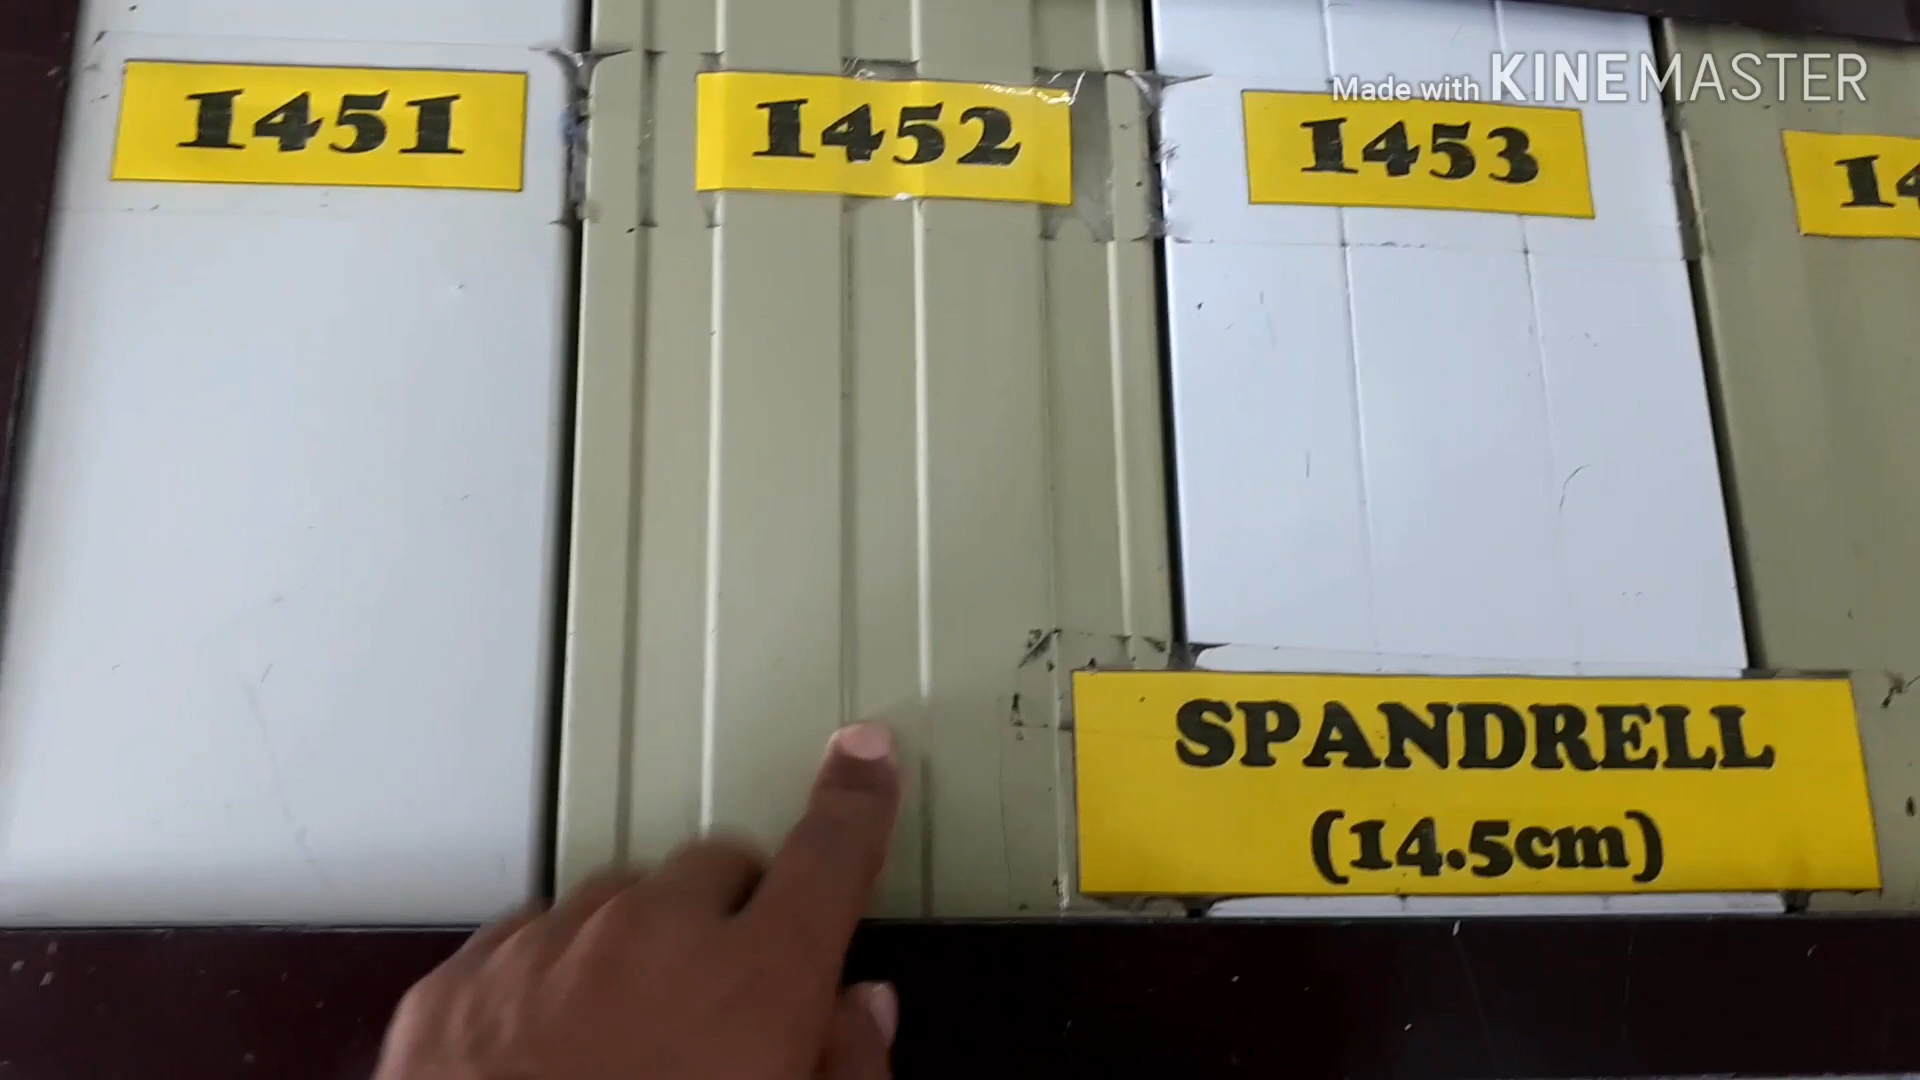 Made with KINEMASTER
1451
1452
1453
SPANDRELL
(14.5cm)